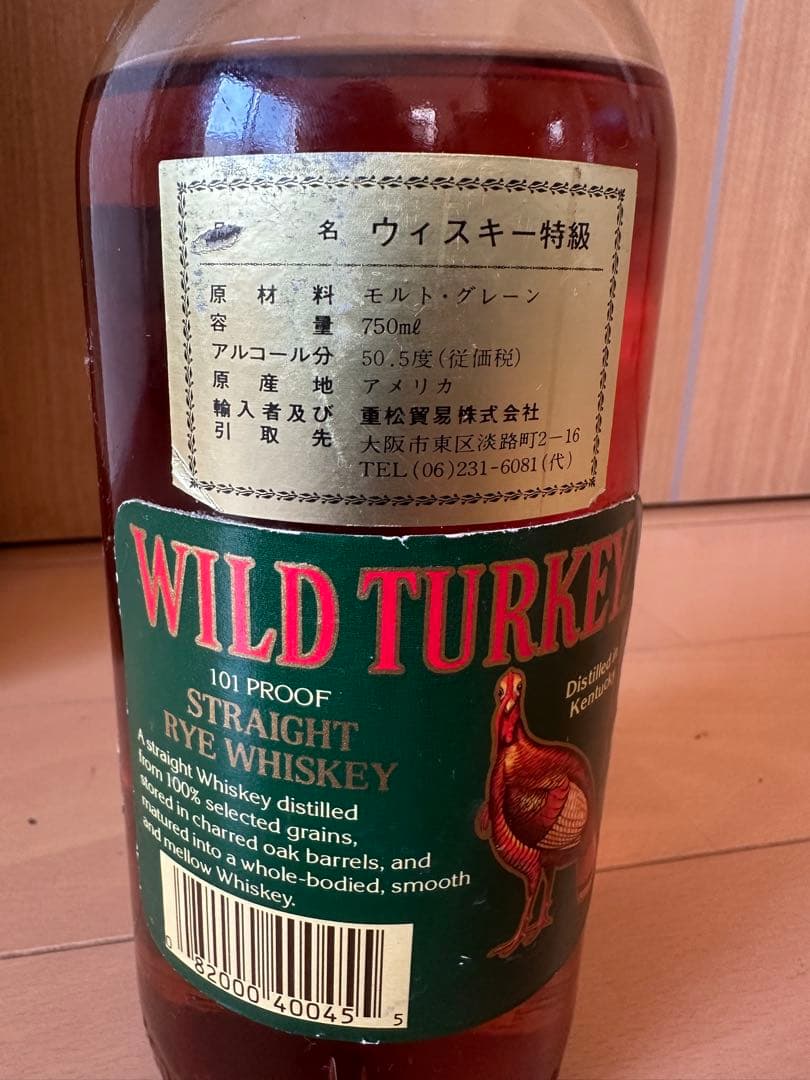 品名 ウィスキー特級
原材料 モルト・グレーン
容量 750mℓ
アルコール分 50.5度(従価税)
原産地 アメリカ
輸入者及び 重松貿易株式会社
引取先 大阪市東区淡路町2-16
TEL(06)231-6081(代)
WILD TURKEY
101 PROOF
STRAIGHT
RYE WHISKEY
Distilled in
Kentucky
A straight Whiskey distilled
from 100% selected grains,
stored in charred oak barrels, and
matured into a whole-bodied, smooth
and mellow Whiskey.
0 82000 40045 5